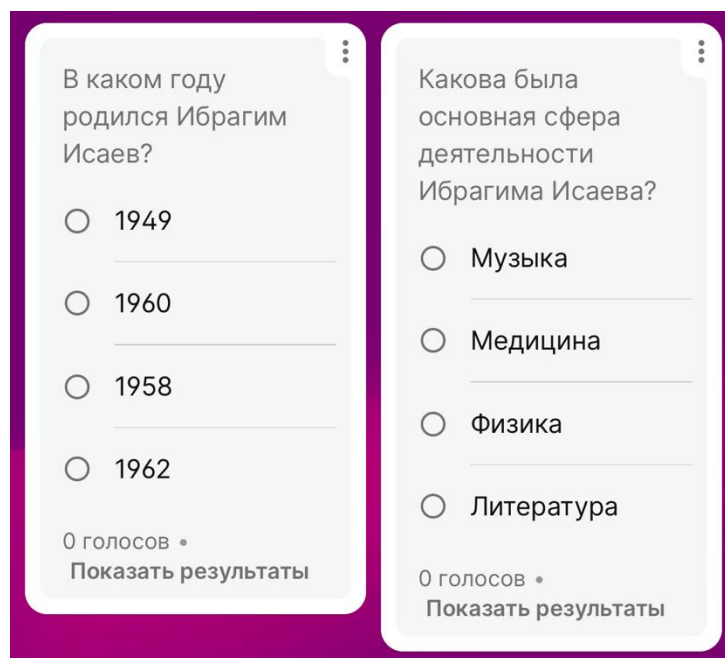 В каком году
родился Ибрагим
Исаев?
1949
1960
1958
1962
0 голосов •
Показать результаты
Какова была
основная сфера
деятельности
Ибрагима Исаева?
Музыка
Медицина
Физика
Литература
0 голосов •
Показать результаты